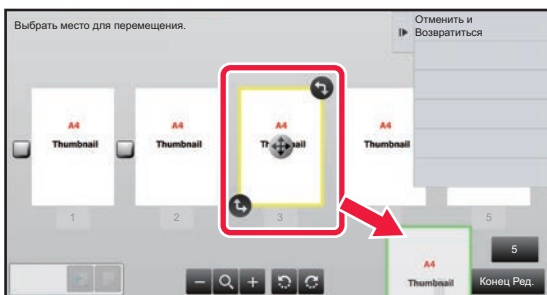 Выбрать место для перемещения.
Отменить и
Возвратиться
A4
Thumbnail
A4
Thumbnail
A4
A4
Thumbnail
1
2
3
5
5
A4
Thumbnail
Конец Ред.